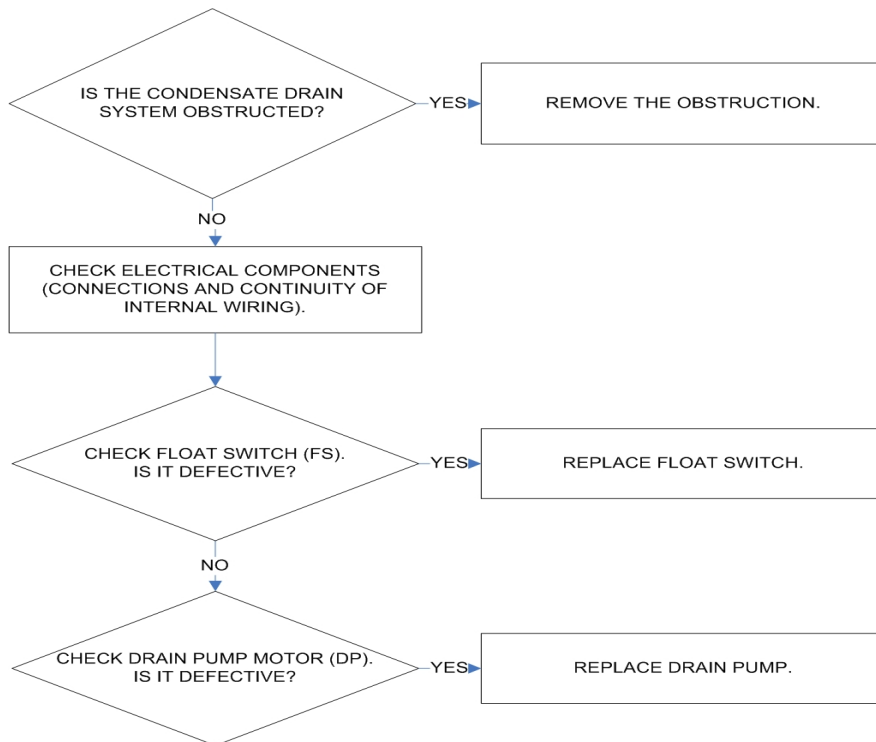 IS THE CONDENSATE DRAIN
SYSTEM OBSTRUCTED?
YES
REMOVE THE OBSTRUCTION.
NO
CHECK ELECTRICAL COMPONENTS
(CONNECTIONS AND CONTINUITY OF
INTERNAL WIRING).
CHECK FLOAT SWITCH (FS).
IS IT DEFECTIVE?
YES
REPLACE FLOAT SWITCH.
NO
CHECK DRAIN PUMP MOTOR (DP).
IS IT DEFECTIVE?
YES
REPLACE DRAIN PUMP.